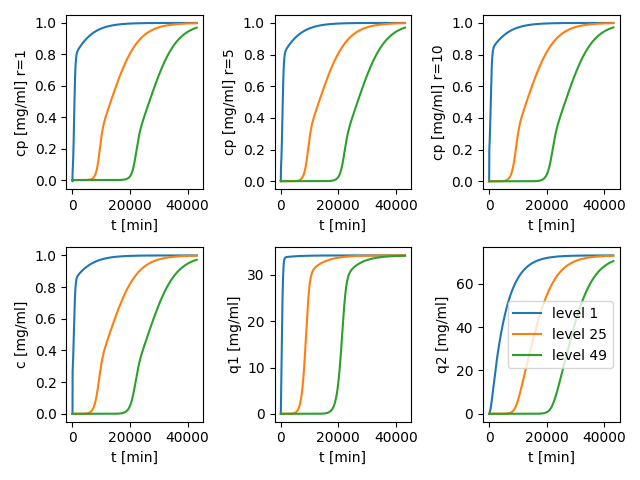 cp [mg/ml] r=1
1.0
0.8
0.6
0.4
0.2
0.0
0 20000 40000
t [min]
cp [mg/ml] r=5
1.0
0.8
0.6
0.4
0.2
0.0
0 20000 40000
t [min]
cp [mg/ml] r=10
1.0
0.8
0.6
0.4
0.2
0.0
0 20000 40000
t [min]
c [mg/ml]
1.0
0.8
0.6
0.4
0.2
0.0
0 20000 40000
t [min]
q1 [mg/ml]
30
20
10
0
0 20000 40000
t [min]
q2 [mg/ml]
60
40
20
0
level 1
level 25
level 49
0 20000 40000
t [min]